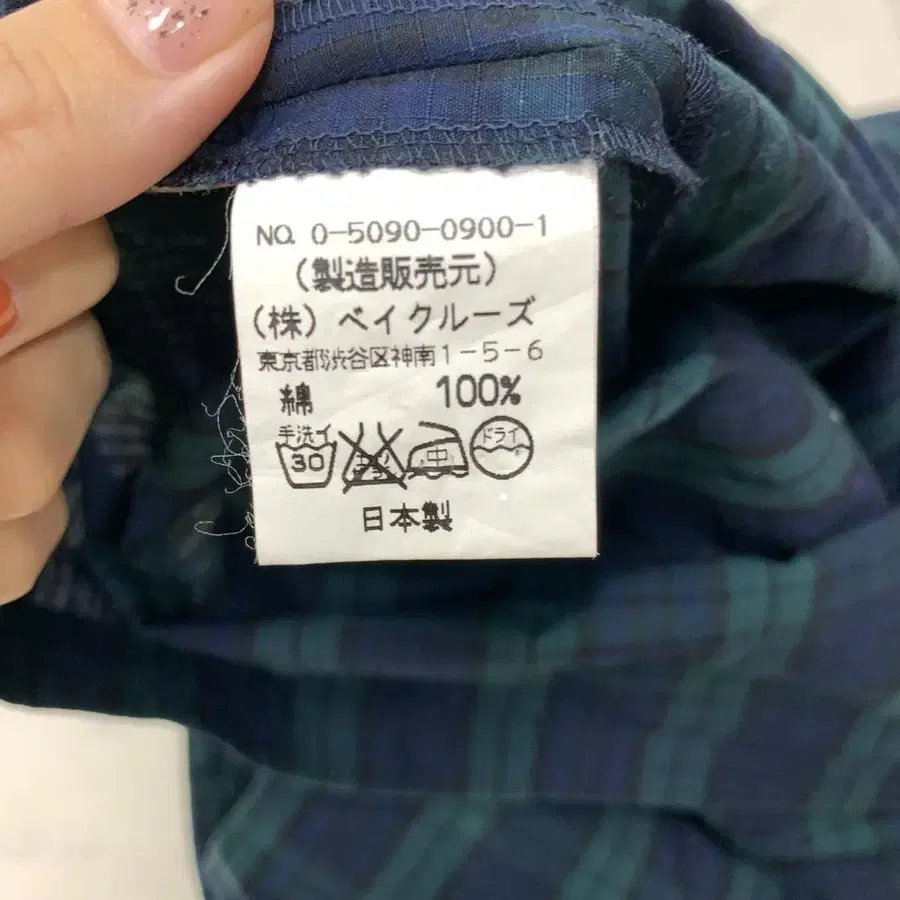 NO. 0-5090-0900-1
(製造販売元)
(株) ベイクルーズ
東京都渋谷区神南1-5-6
綿 100%
手洗イ 30 中 ドライ
日本製